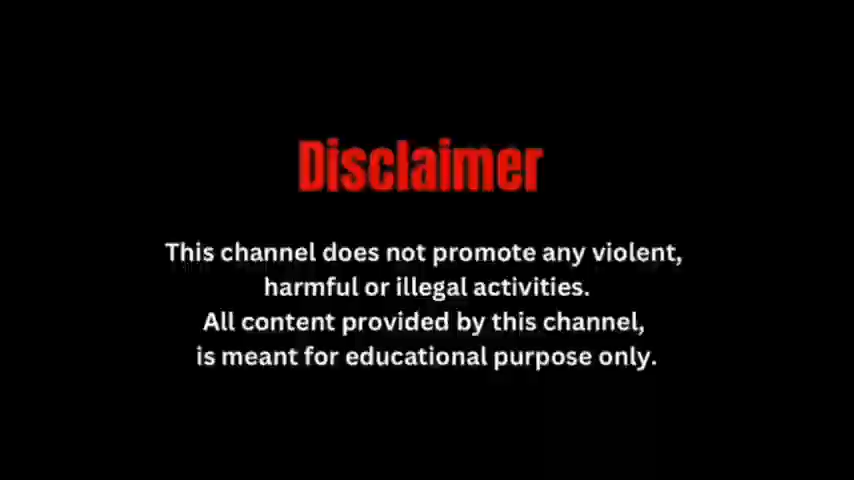 Disclaimer
This channel does not promote any violent,
harmful or illegal activities.
All content provided by this channel,
is meant for educational purpose only.